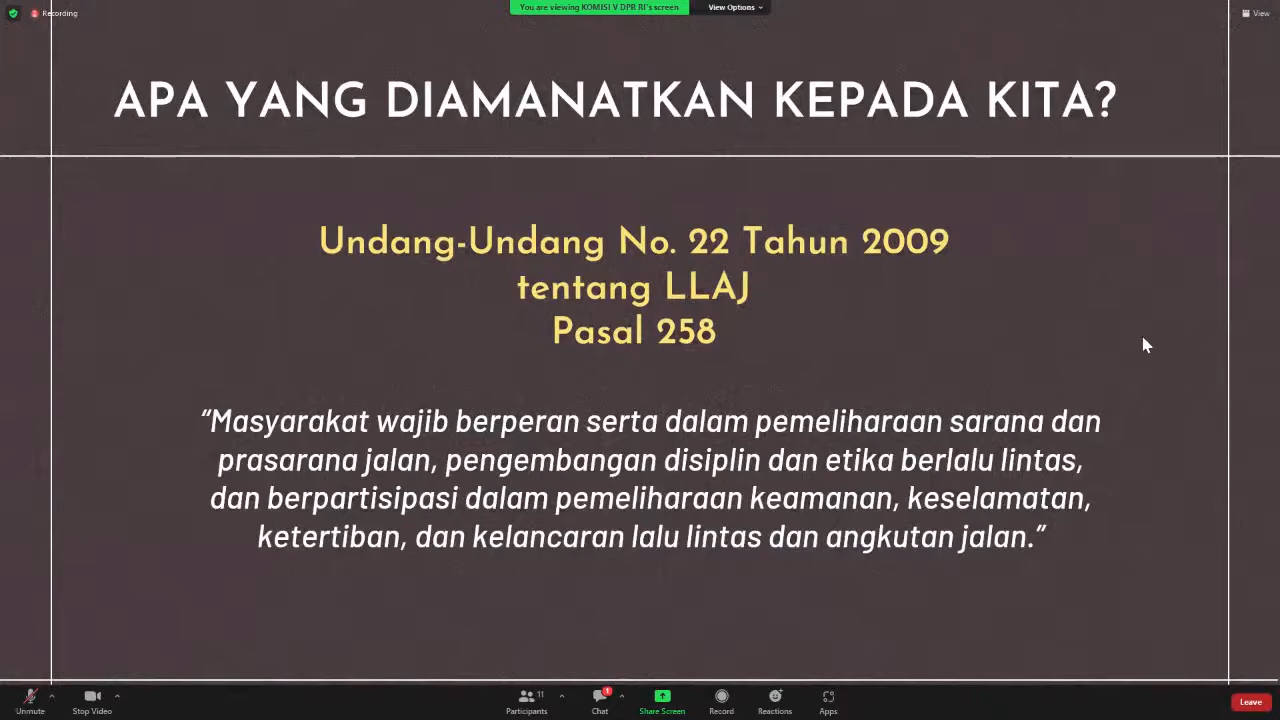 Recording
You are viewing KOMISI V DPR RI's screen
View Options
View
APA YANG DIAMANATKAN KEPADA KITA?
Undang-Undang No. 22 Tahun 2009
tentang LLAJ
Pasal 258
“Masyarakat wajib berperan serta dalam pemeliharaan sarana dan
prasarana jalan, pengembangan disiplin dan etika berlalu lintas,
dan berpartisipasi dalam pemeliharaan keamanan, keselamatan,
ketertiban, dan kelancaran lalu lintas dan angkutan jalan.”
Unmute
Stop Video
Participants
11
Chat
1
Share Screen
Record
Reactions
Apps
Leave